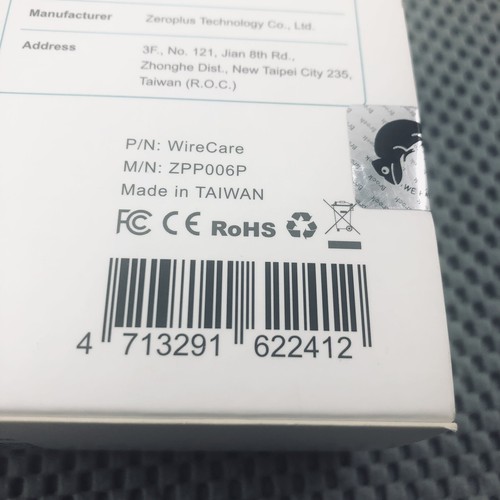 Manufacturer Zeroplus Technology Co., Ltd.
Address 3F., No. 121, Jian 8th Rd.,
Zhonghe Dist., New Taipei City 235,
Taiwan (R.O.C.)
P/N: WireCare
M/N: ZPP006P
Made in TAIWAN
FC CE RoHS
4 713291 622412